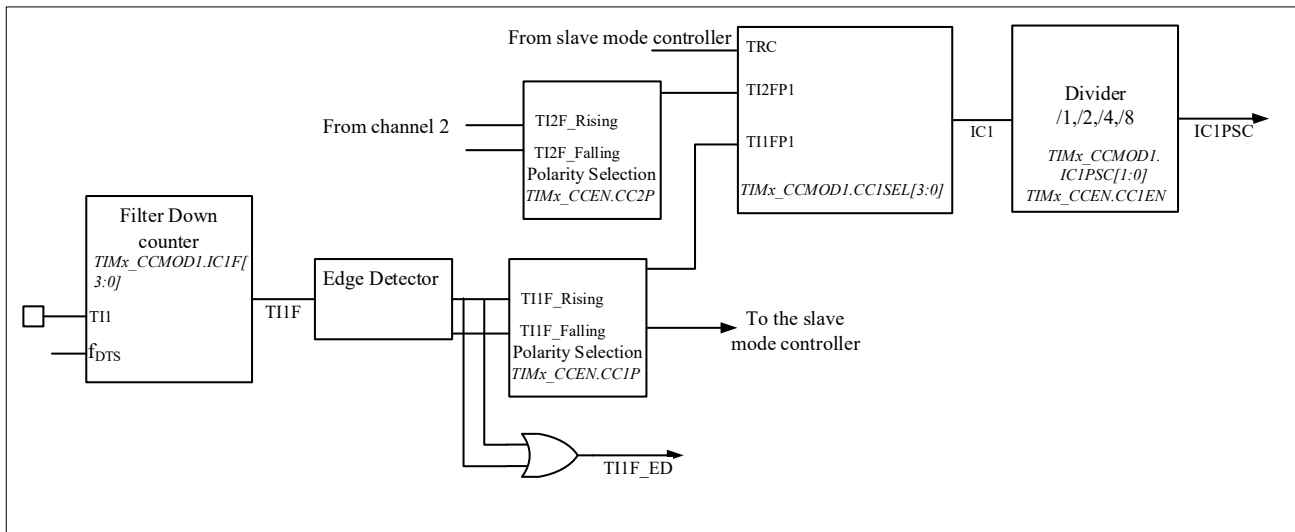 From slave mode controller
TRC
TI2FP1
TI1FP1
TIMx_CCMOD1.CC1SEL[3:0]
IC1
Divider
/1,/2,/4,/8
TIMx_CCMOD1.
IC1PSC[1:0]
TIMx_CCEN.CC1EN
IC1PSC
From channel 2
TI2F_Rising
TI2F_Falling
Polarity Selection
TIMx_CCEN.CC2P
Filter Down
counter
TIMx_CCMOD1.IC1F[
3:0]
TI1
fDTS
TI1F
Edge Detector
TI1F_Rising
TI1F_Falling
Polarity Selection
TIMx_CCEN.CC1P
To the slave
mode controller
TI1F_ED